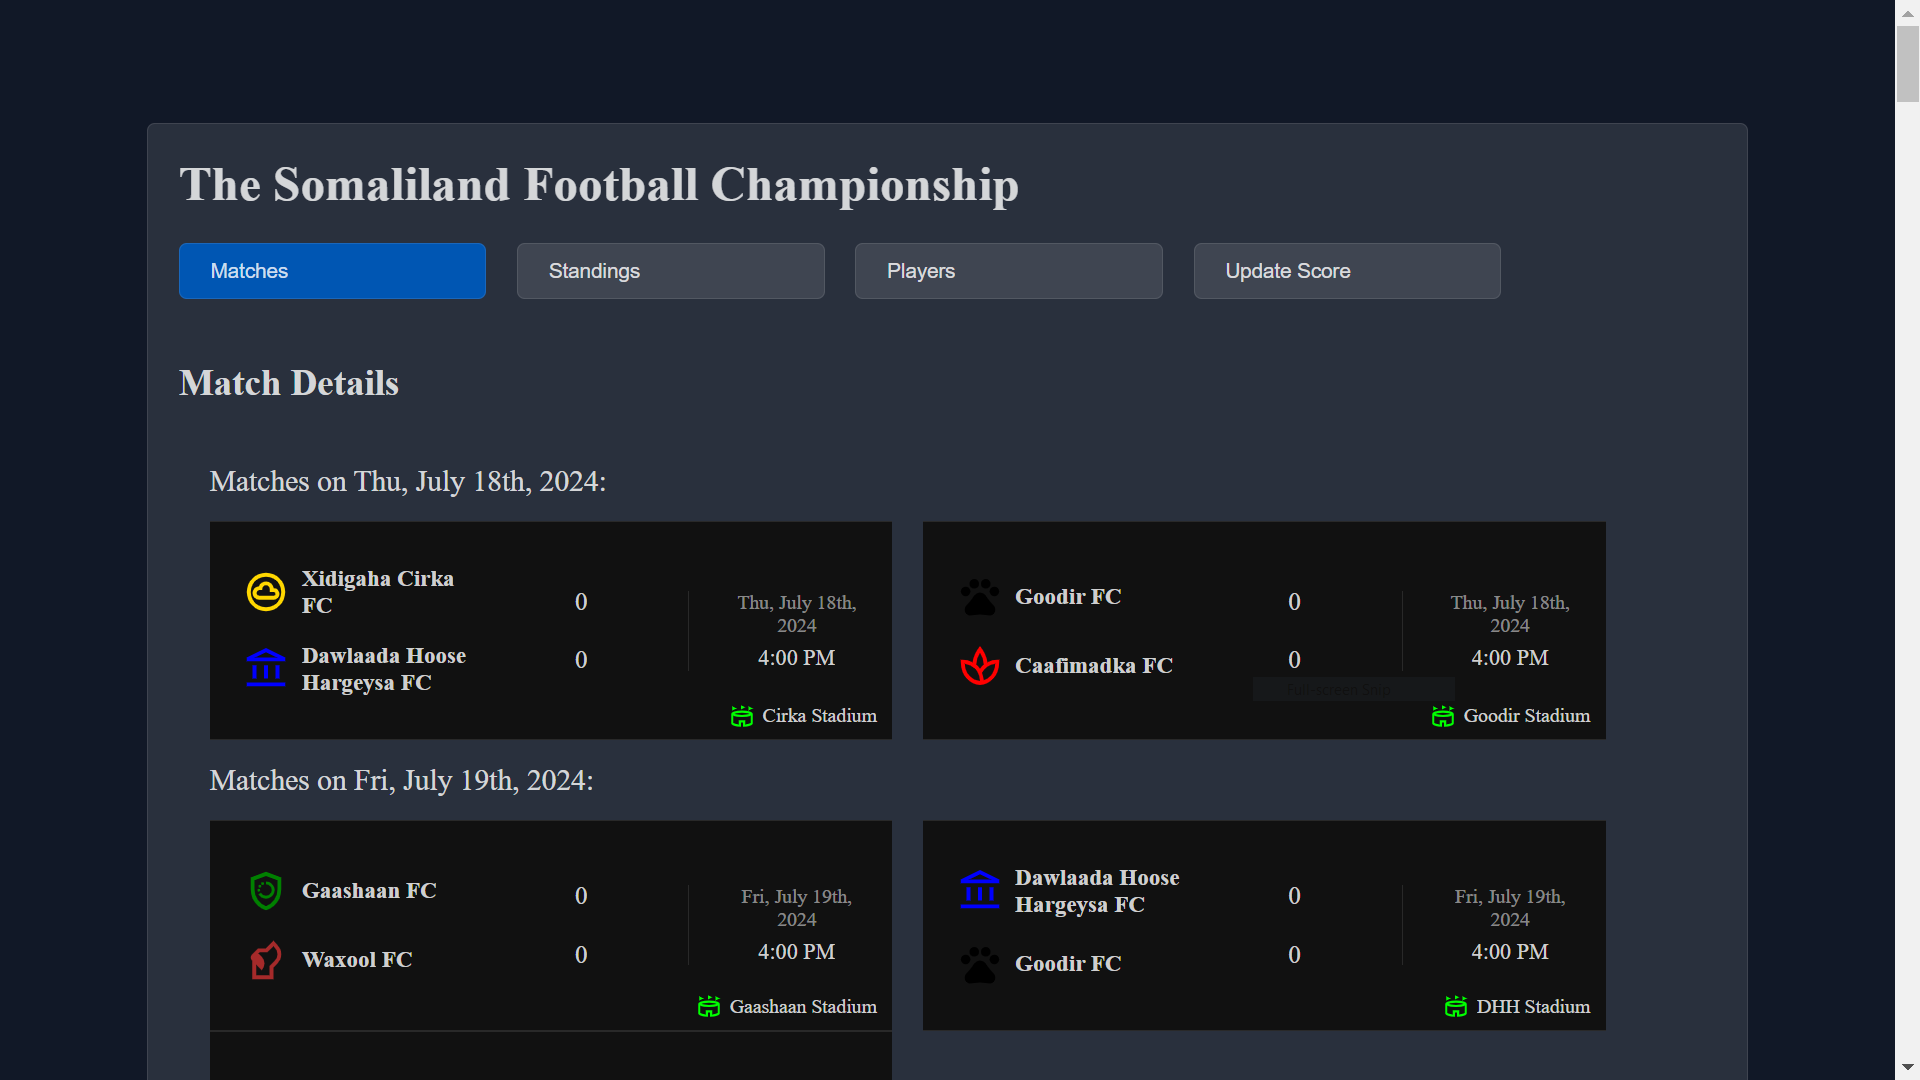 The Somaliland Football Championship
Matches
Standings
Players
Update Score
Match Details
Matches on Thu, July 18th, 2024:
Xidigaha Cirka
FC
0
Dawlaada Hoose
Hargeysa FC
0
Thu, July 18th,
2024
4:00 PM
Cirka Stadium
Goodir FC
0
Caafimadka FC
0
Thu, July 18th,
2024
4:00 PM
Full-screen Snip
Goodir Stadium
Matches on Fri, July 19th, 2024:
Gaashaan FC
0
Waxool FC
0
Fri, July 19th,
2024
4:00 PM
Gaashaan Stadium
Dawlaada Hoose
Hargeysa FC
0
Goodir FC
0
Fri, July 19th,
2024
4:00 PM
DHH Stadium